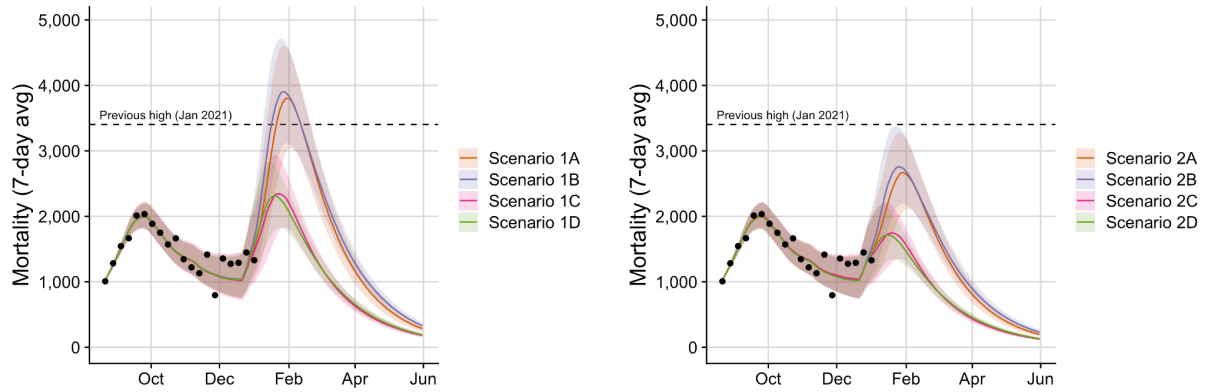 Mortality (7-day avg)
5,000
4,000
3,000
2,000
1,000
0
Previous high (Jan 2021)
Oct
Dec
Feb
Apr
Jun
Scenario 1A
Scenario 1B
Scenario 1C
Scenario 1D
Mortality (7-day avg)
5,000
4,000
3,000
2,000
1,000
0
Previous high (Jan 2021)
Oct
Dec
Feb
Apr
Jun
Scenario 2A
Scenario 2B
Scenario 2C
Scenario 2D